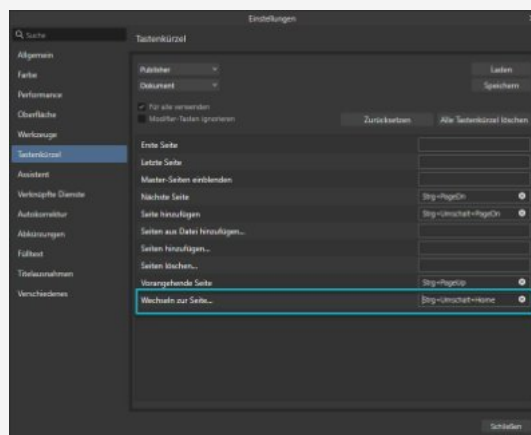 Einstellungen
Suche
Tastenkürzel
Allgemein
Farbe
Performance
Oberfläche
Werkzeuge
Tastenkürzel
Assistent
Verknüpfte Dienste
Autokorrektur
Abkürzungen
Fülltext
Titelausnahmen
Verschiedenes
Publisher
Laden
Dokument
Speichern
Für alle verwenden
Modifier-Tasten ignorieren
Zurücksetzen
Alle Tastenkürzel löschen
Erste Seite
Letzte Seite
Master-Seiten einblenden
Nächste Seite
Strg+PageDn
Seite hinzufügen
Strg+Umschalt+PageDn
Seiten aus Datei hinzufügen...
Seiten hinzufügen...
Seiten löschen...
Vorangehende Seite
Strg+PageUp
Wechseln zur Seite...
Strg+Umschalt+Home
Schließen